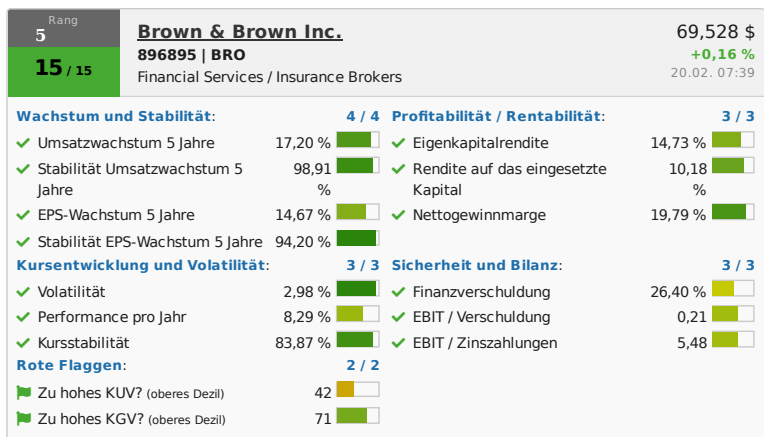 Rang
5
15 / 15
Brown & Brown Inc.
896895 | BRO
Financial Services / Insurance Brokers
69,528 $
+0,16 %
20.02. 07:39
Wachstum und Stabilität: 4 / 4
Umsatzwachstum 5 Jahre 17,20 %
Stabilität Umsatzwachstum 5 98,91
Jahre %
EPS-Wachstum 5 Jahre 14,67 %
Stabilität EPS-Wachstum 5 Jahre 94,20 %
Profitabilität / Rentabilität: 3 / 3
Eigenkapitalrendite 14,73 %
Rendite auf das eingesetzte 10,18
Kapital %
Nettogewinnmarge 19,79 %
Kursentwicklung und Volatilität: 3 / 3
Volatilität 2,98 %
Performance pro Jahr 8,29 %
Kursstabilität 83,87 %
Sicherheit und Bilanz: 3 / 3
Finanzverschuldung 26,40 %
EBIT / Verschuldung 0,21
EBIT / Zinszahlungen 5,48
Rote Flaggen: 2 / 2
Zu hohes KUV? (oberes Dezil) 42
Zu hohes KGV? (oberes Dezil) 71